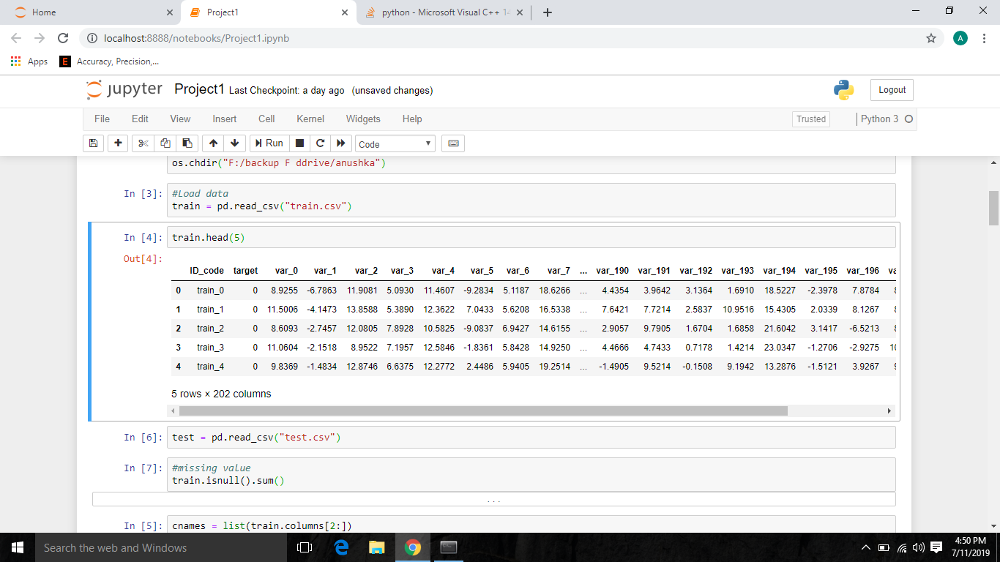 Home
Project1
python - Microsoft Visual C++ 14
localhost:8888/notebooks/Project1.ipynb
A
Apps
E Accuracy, Precision,...
jupyter Project1 Last Checkpoint: a day ago (unsaved changes)
Logout
File Edit View Insert Cell Kernel Widgets Help
Trusted
Python 3
Run
Code
os.chdir("F:/backup F ddrive/anushka")
In [3]: #Load data
train = pd.read_csv("train.csv")
In [4]: train.head(5)
Out[4]:
ID_code target var_0 var_1 var_2 var_3 var_4 var_5 var_6 var_7 ... var_190 var_191 var_192 var_193 var_194 var_195 var_196
0 train_0 0 8.9255 -6.7863 11.9081 5.0930 11.4607 -9.2834 5.1187 18.6266 ... 4.4354 3.9642 3.1364 1.6910 18.5227 -2.3978 7.8784
1 train_1 0 11.5006 -4.1473 13.8588 5.3890 12.3622 7.0433 5.6208 16.5338 ... 7.6421 7.7214 2.5837 10.9516 15.4305 2.0339 8.1267
2 train_2 0 8.6093 -2.7457 12.0805 7.8928 10.5825 -9.0837 6.9427 14.6155 ... 2.9057 9.7905 1.6704 1.6858 21.6042 3.1417 -6.5213
3 train_3 0 11.0604 -2.1518 8.9522 7.1957 12.5846 -1.8361 5.8428 14.9250 ... 4.4666 4.7433 0.7178 1.4214 23.0347 -1.2706 -2.9275
4 train_4 0 9.8369 -1.4834 12.8746 6.6375 12.2772 2.4486 5.9405 19.2514 ... -1.4905 9.5214 -0.1508 9.1942 13.2876 -1.5121 3.9267
5 rows × 202 columns
In [6]: test = pd.read_csv("test.csv")
In [7]: #missing value
train.isnull().sum()
...
In [5]: cnames = list(train.columns[2:])
Search the web and Windows
4:50 PM
7/11/2019